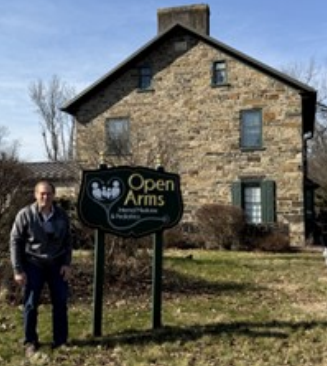 Open
Arms
Internal Medicine
& Pediatrics